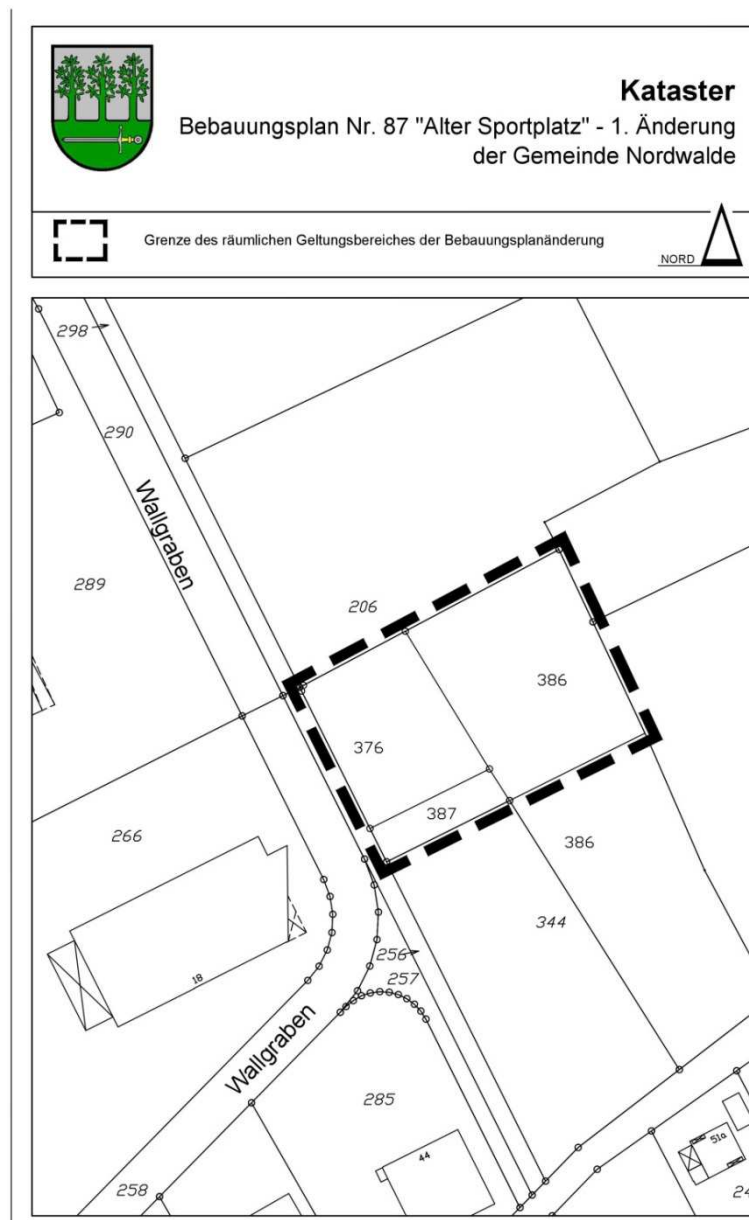 Kataster
Bebauungsplan Nr. 87 "Alter Sportplatz" - 1. Änderung
der Gemeinde Nordwalde
Grenze des räumlichen Geltungsbereiches der Bebauungsplanänderung
NORD
298
290
Wallgraben
289
206
386
376
387
266
386
344
256
257
18
Wallgraben
285
44
51a
258
24